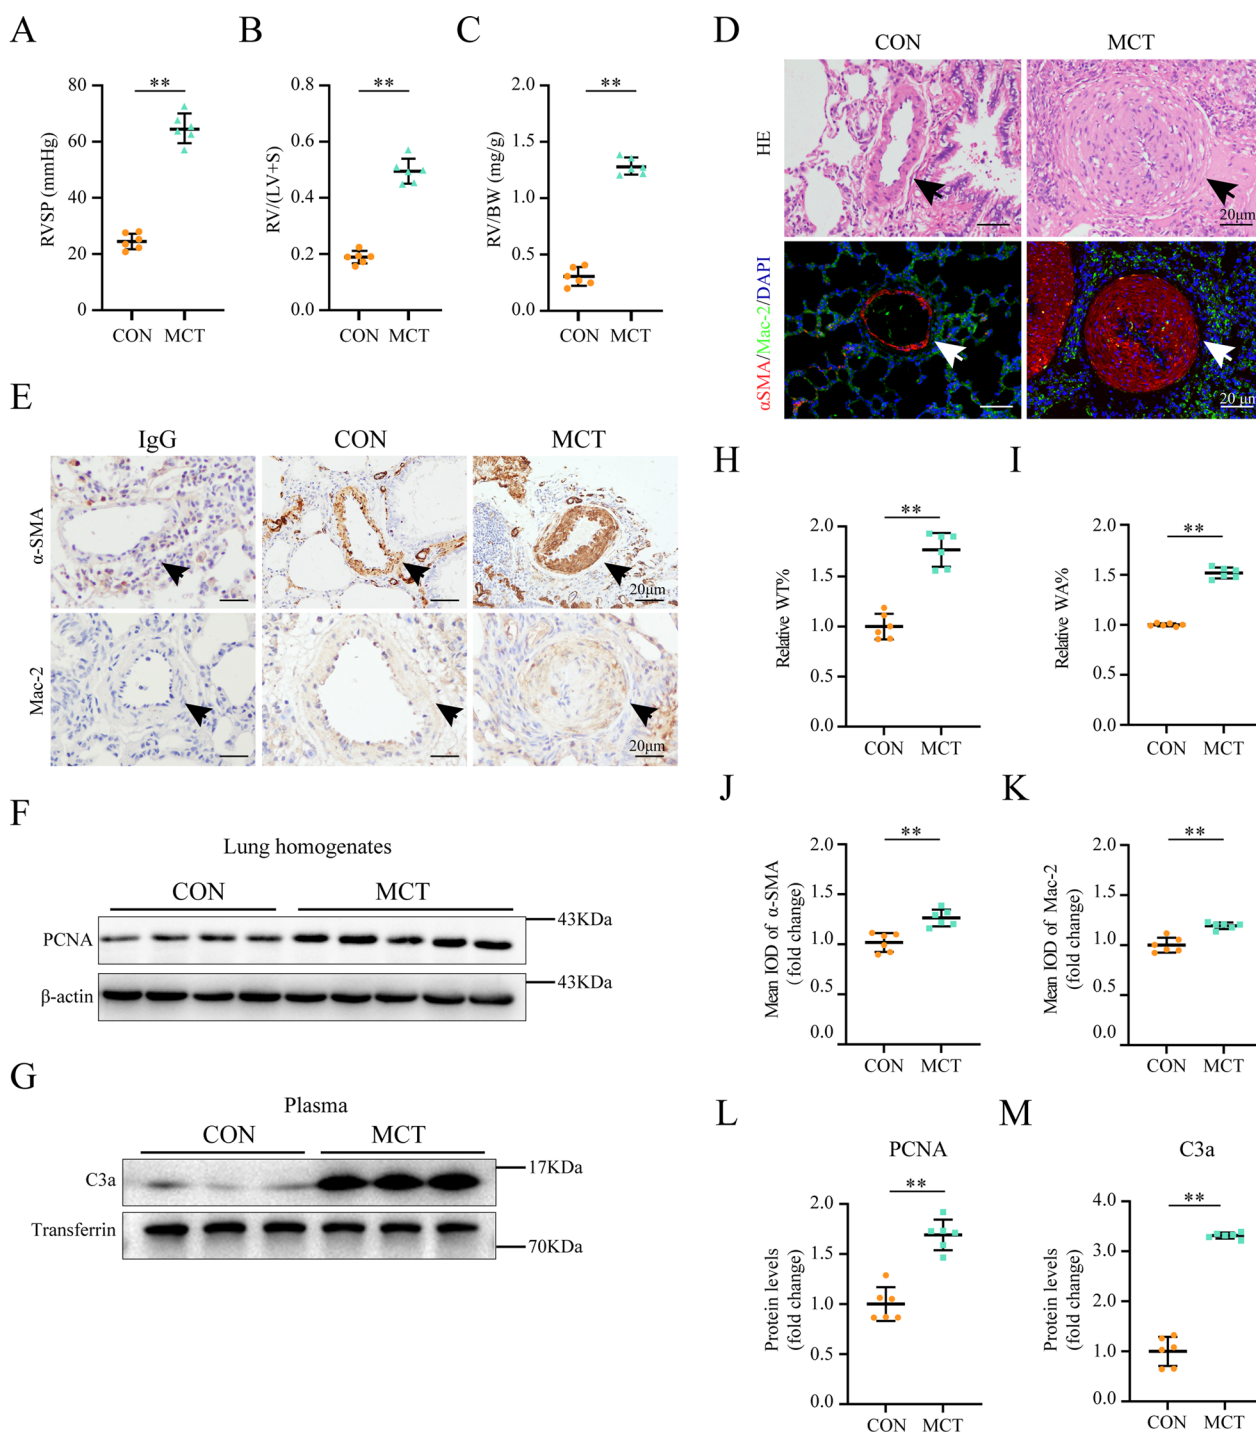 A
**
RVSP (mmHg)
80
60
40
20
0
CON MCT
B
**
RV/(LV+S)
0.8
0.6
0.4
0.2
0.0
CON MCT
C
**
RV/BW (mg/g)
2.0
1.5
1.0
0.5
0.0
CON MCT
D
CON MCT
HE
20μm
αSMA/Mac-2/DAPI
20 μm
E
IgG CON MCT
α-SMA
20μm
Mac-2
20μm
F
Lung homogenates
CON MCT
PCNA
43KDa
β-actin
43KDa
G
Plasma
CON MCT
C3a
17KDa
Transferrin
70KDa
H
**
Relative WT%
2.0
1.5
1.0
0.5
0.0
CON MCT
I
**
Relative WA%
2.0
1.5
1.0
0.5
0.0
CON MCT
J
**
Mean IOD of α-SMA
(fold change)
2.0
1.5
1.0
0.5
0.0
CON MCT
K
**
Mean IOD of Mac-2
(fold change)
2.0
1.5
1.0
0.5
0.0
CON MCT
L
PCNA
**
Protein levels
(fold change)
2.0
1.5
1.0
0.5
0.0
CON MCT
M
C3a
**
Protein levels
(fold change)
4.0
3.0
2.0
1.0
0.0
CON MCT